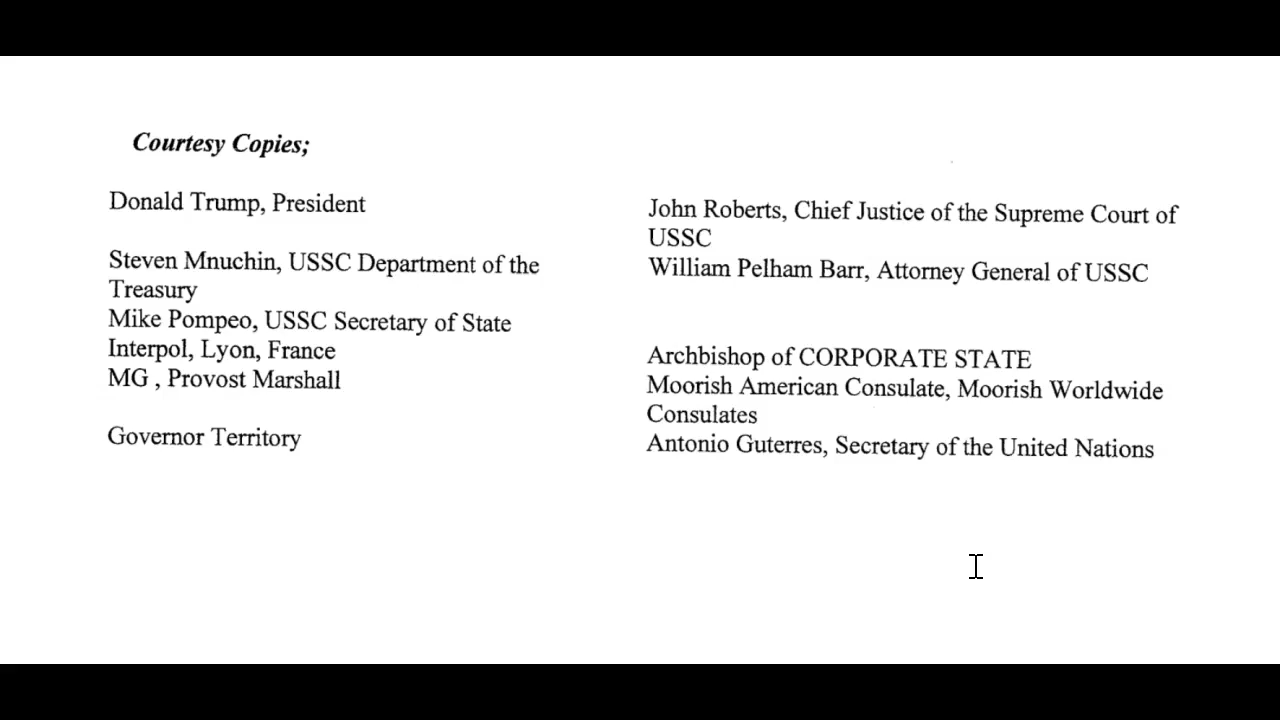 Courtesy Copies;
Donald Trump, President
Steven Mnuchin, USSC Department of the
Treasury
Mike Pompeo, USSC Secretary of State
Interpol, Lyon, France
MG , Provost Marshall
Governor Territory
John Roberts, Chief Justice of the Supreme Court of
USSC
William Pelham Barr, Attorney General of USSC
Archbishop of CORPORATE STATE
Moorish American Consulate, Moorish Worldwide
Consulates
Antonio Guterres, Secretary of the United Nations